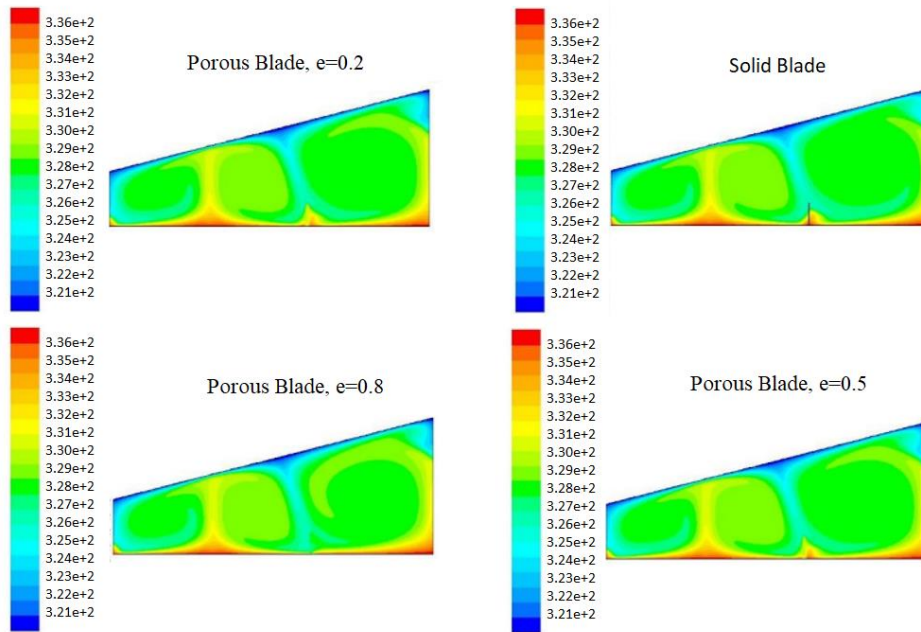 3.36e+2
3.35e+2
3.34e+2
3.33e+2
3.32e+2
3.31e+2
3.30e+2
3.29e+2
3.28e+2
3.27e+2
3.26e+2
3.25e+2
3.24e+2
3.23e+2
3.22e+2
3.21e+2
Porous Blade, e=0.2
3.36e+2
3.35e+2
3.34e+2
3.33e+2
3.32e+2
3.31e+2
3.30e+2
3.29e+2
3.28e+2
3.27e+2
3.26e+2
3.25e+2
3.24e+2
3.23e+2
3.22e+2
3.21e+2
Solid Blade
3.36e+2
3.35e+2
3.34e+2
3.33e+2
3.32e+2
3.31e+2
3.30e+2
3.29e+2
3.28e+2
3.27e+2
3.26e+2
3.25e+2
3.24e+2
3.23e+2
3.22e+2
3.21e+2
Porous Blade, e=0.8
3.36e+2
3.35e+2
3.34e+2
3.33e+2
3.32e+2
3.31e+2
3.30e+2
3.29e+2
3.28e+2
3.27e+2
3.26e+2
3.25e+2
3.24e+2
3.23e+2
3.22e+2
3.21e+2
Porous Blade, e=0.5